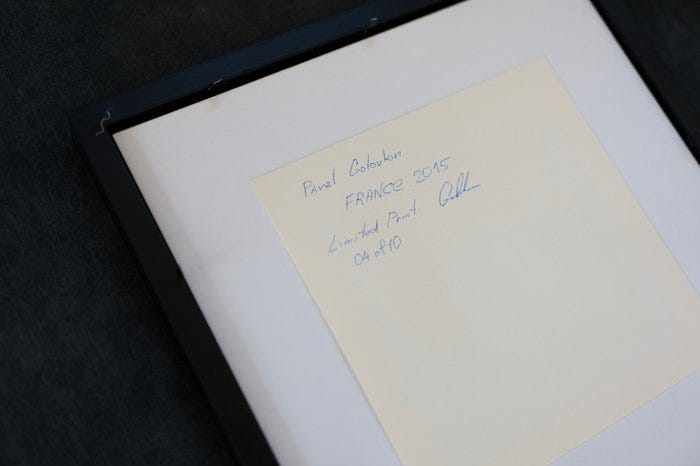 Pavel Golovkin.
FRANCE. 2015
Limited Print.
04 of 10